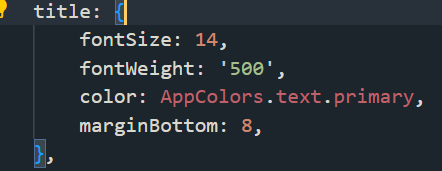 title: {
fontSize: 14,
fontWeight: '500',
color: AppColors.text.primary,
marginBottom: 8,
},